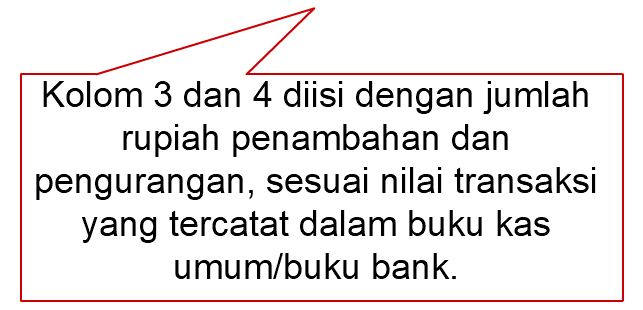 Kolom 3 dan 4 diisi dengan jumlah
rupiah penambahan dan
pengurangan, sesuai nilai transaksi
yang tercatat dalam buku kas
umum/buku bank.